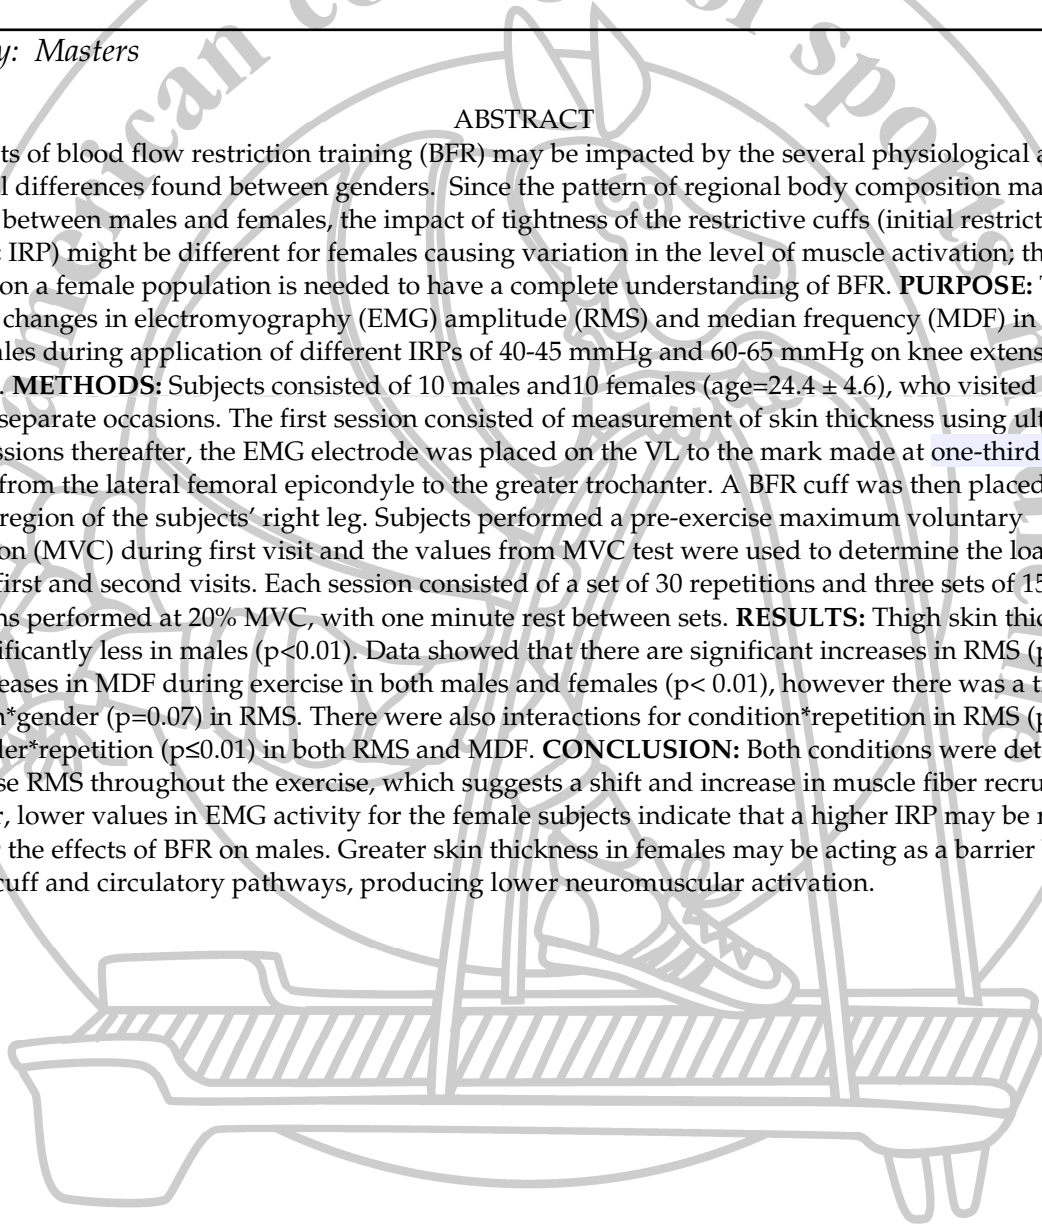 y: Masters
american college of sports medicine
ABSTRACT
ts of blood flow restriction training (BFR) may be impacted by the several physiological a
l differences found between genders. Since the pattern of regional body composition ma
between males and females, the impact of tightness of the restrictive cuffs (initial restrict
: IRP) might be different for females causing variation in the level of muscle activation; th
on a female population is needed to have a complete understanding of BFR. PURPOSE: T
changes in electromyography (EMG) amplitude (RMS) and median frequency (MDF) in
ales during application of different IRPs of 40-45 mmHg and 60-65 mmHg on knee extens
. METHODS: Subjects consisted of 10 males and10 females (age=24.4 ± 4.6), who visited
separate occasions. The first session consisted of measurement of skin thickness using ult
ssions thereafter, the EMG electrode was placed on the VL to the mark made at one-third
from the lateral femoral epicondyle to the greater trochanter. A BFR cuff was then placed
region of the subjects' right leg. Subjects performed a pre-exercise maximum voluntary
on (MVC) during first visit and the values from MVC test were used to determine the loa
first and second visits. Each session consisted of a set of 30 repetitions and three sets of 15
ns performed at 20% MVC, with one minute rest between sets. RESULTS: Thigh skin thic
ificantly less in males (p<0.01). Data showed that there are significant increases in RMS (p
reases in MDF during exercise in both males and females (p< 0.01), however there was a t
n*gender (p=0.07) in RMS. There were also interactions for condition*repetition in RMS (p
der*repetition (p≤0.01) in both RMS and MDF. CONCLUSION: Both conditions were det
se RMS throughout the exercise, which suggests a shift and increase in muscle fiber recru
r, lower values in EMG activity for the female subjects indicate that a higher IRP may be n
the effects of BFR on males. Greater skin thickness in females may be acting as a barrier b
cuff and circulatory pathways, producing lower neuromuscular activation.